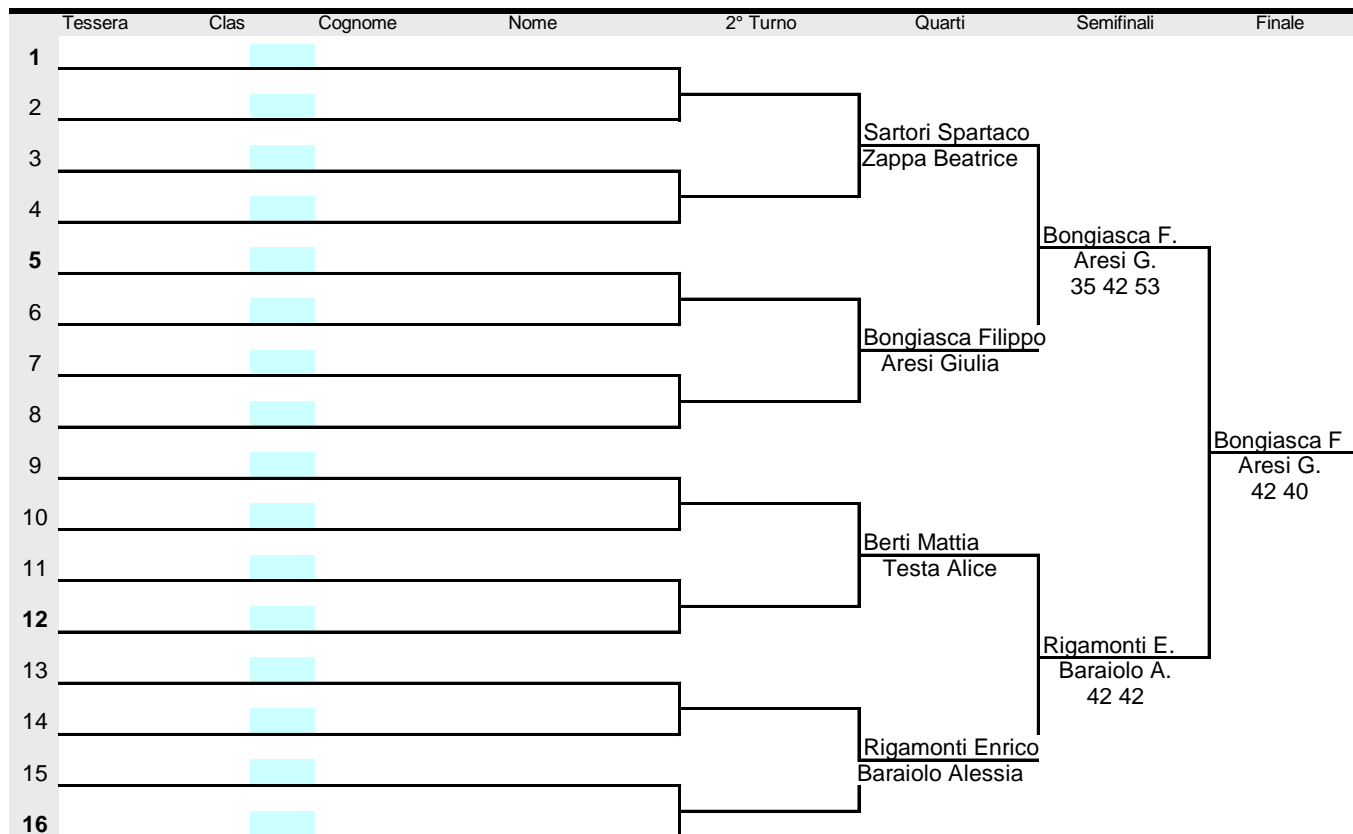 Tessera Clas Cognome Nome 2° Turno Quarti Semifinali Finale
1
2
Sartori Spartaco
3
Zappa Beatrice
4
Bongiasca F.
5
Aresi G.
35 42 53
6
Bongiasca Filippo
7
Aresi Giulia
8
Bongiasca F
9
Aresi G.
42 40
10
Berti Mattia
11
Testa Alice
12
Rigamonti E.
13
Baraiolo A.
42 42
14
Rigamonti Enrico
15
Baraiolo Alessia
16